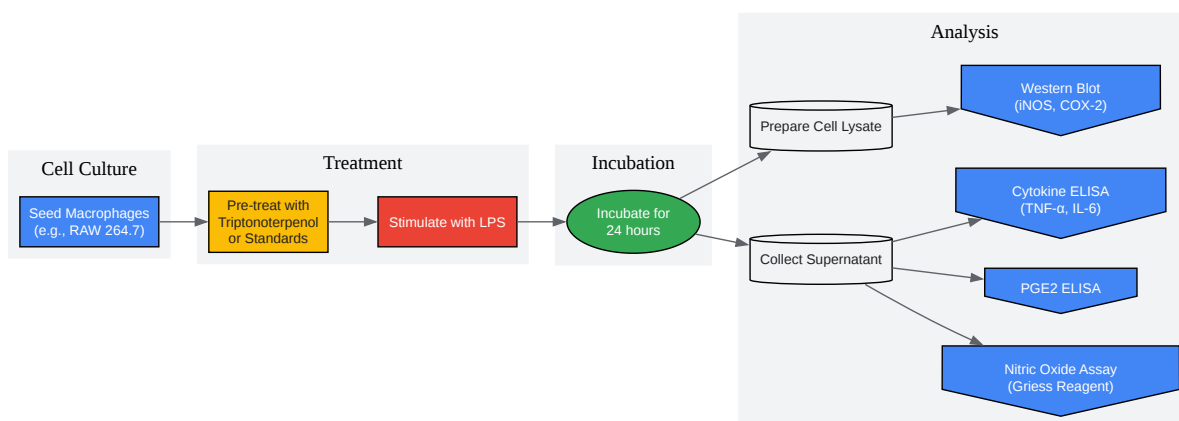 Cell Culture
Seed Macrophages
(e.g., RAW 264.7)
Treatment
Pre-treat with
Triptonoterpenol
or Standards
Stimulate with LPS
Incubation
Incubate for
24 hours
Analysis
Prepare Cell Lysate
Collect Supernatant
Western Blot
(iNOS, COX-2)
Cytokine ELISA
(TNF-α, IL-6)
PGE2 ELISA
Nitric Oxide Assay
(Griess Reagent)